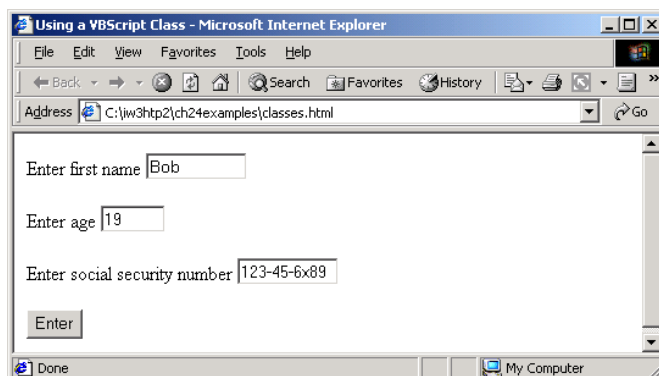 Using a VBScript Class - Microsoft Internet Explorer
File Edit View Favorites Tools Help
Back Search Favorites History »
Address C:\iw3htp2\ch24examples\classes.html Go
Enter first name Bob
Enter age 19
Enter social security number 123-45-6x89
Enter
Done My Computer